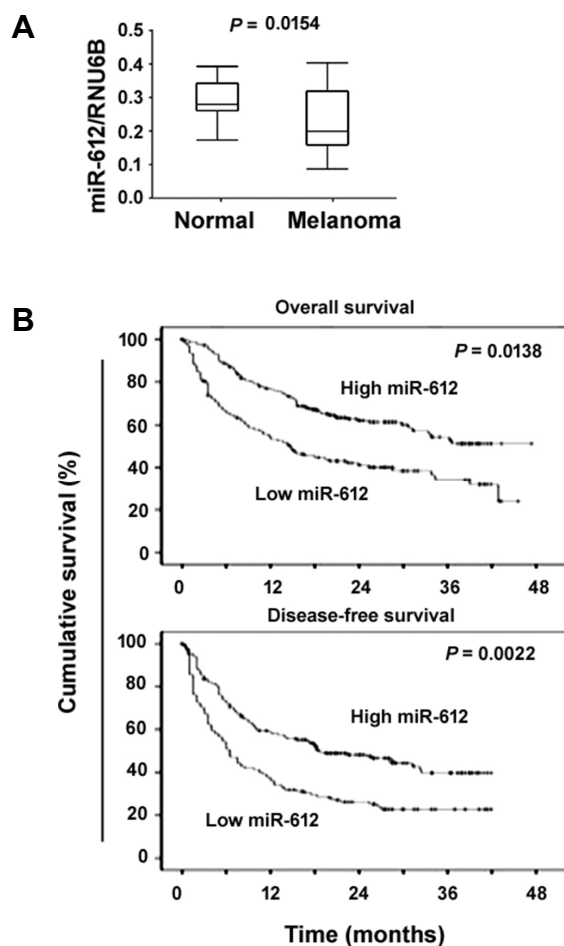 A
P = 0.0154
miR-612/RNU6B
0.5
0.4
0.3
0.2
0.1
0.0
Normal Melanoma
B
Overall survival
Cumulative survival (%)
100
80
60
40
20
0
P = 0.0138
High miR-612
Low miR-612
0 12 24 36 48
Disease-free survival
100
80
60
40
20
0
P = 0.0022
High miR-612
Low miR-612
0 12 24 36 48
Time (months)